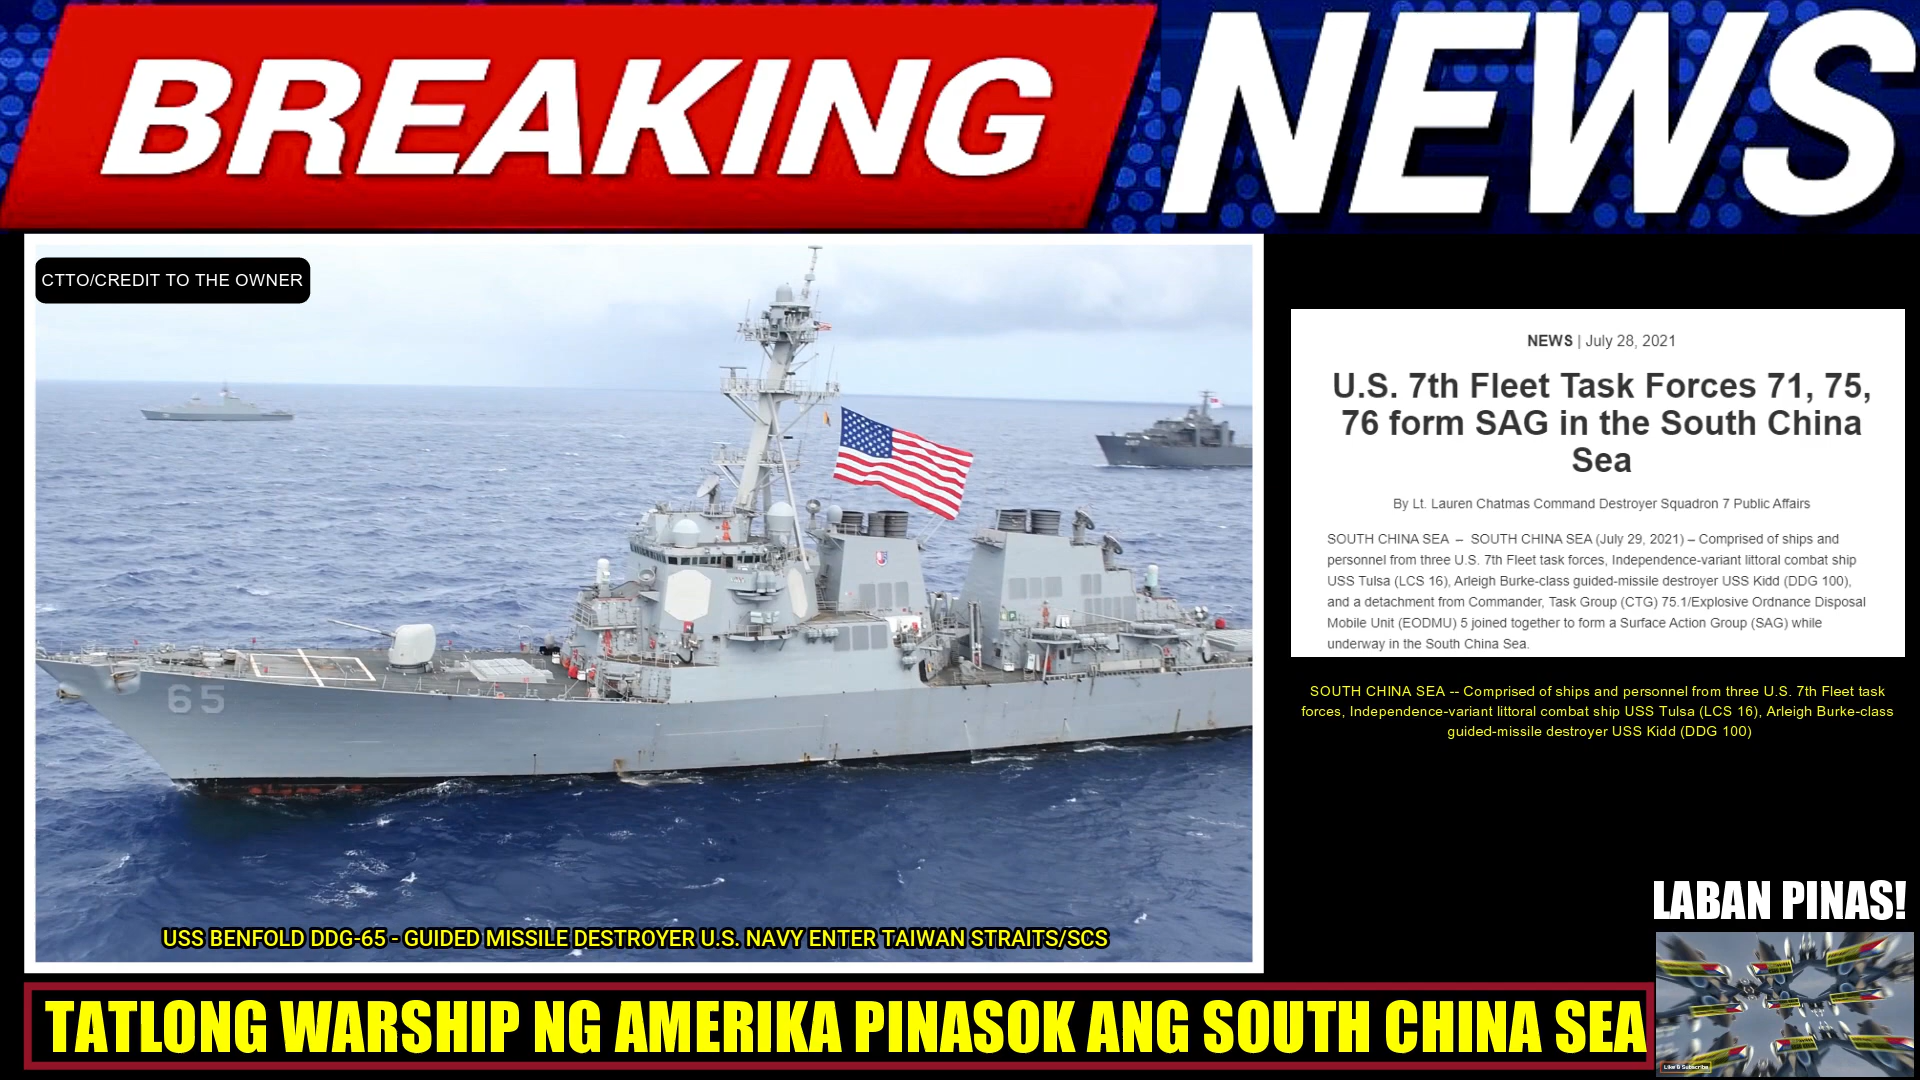 BREAKING NEWS
CTTO/CREDIT TO THE OWNER
65
USS BENFOLD DDG-65 - GUIDED MISSILE DESTROYER U.S. NAVY ENTER TAIWAN STRAITS/SCS
NEWS | July 28, 2021
U.S. 7th Fleet Task Forces 71, 75,
76 form SAG in the South China
Sea
By Lt. Lauren Chatmas Command Destroyer Squadron 7 Public Affairs
SOUTH CHINA SEA – SOUTH CHINA SEA (July 29, 2021) – Comprised of ships and
personnel from three U.S. 7th Fleet task forces, Independence-variant littoral combat ship
USS Tulsa (LCS 16), Arleigh Burke-class guided-missile destroyer USS Kidd (DDG 100),
and a detachment from Commander, Task Group (CTG) 75.1/Explosive Ordnance Disposal
Mobile Unit (EODMU) 5 joined together to form a Surface Action Group (SAG) while
underway in the South China Sea.
SOUTH CHINA SEA -- Comprised of ships and personnel from three U.S. 7th Fleet task
forces, Independence-variant littoral combat ship USS Tulsa (LCS 16), Arleigh Burke-class
guided-missile destroyer USS Kidd (DDG 100)
LABAN PINAS!
Like & Subscribe
TATLONG WARSHIP NG AMERIKA PINASOK ANG SOUTH CHINA SEA